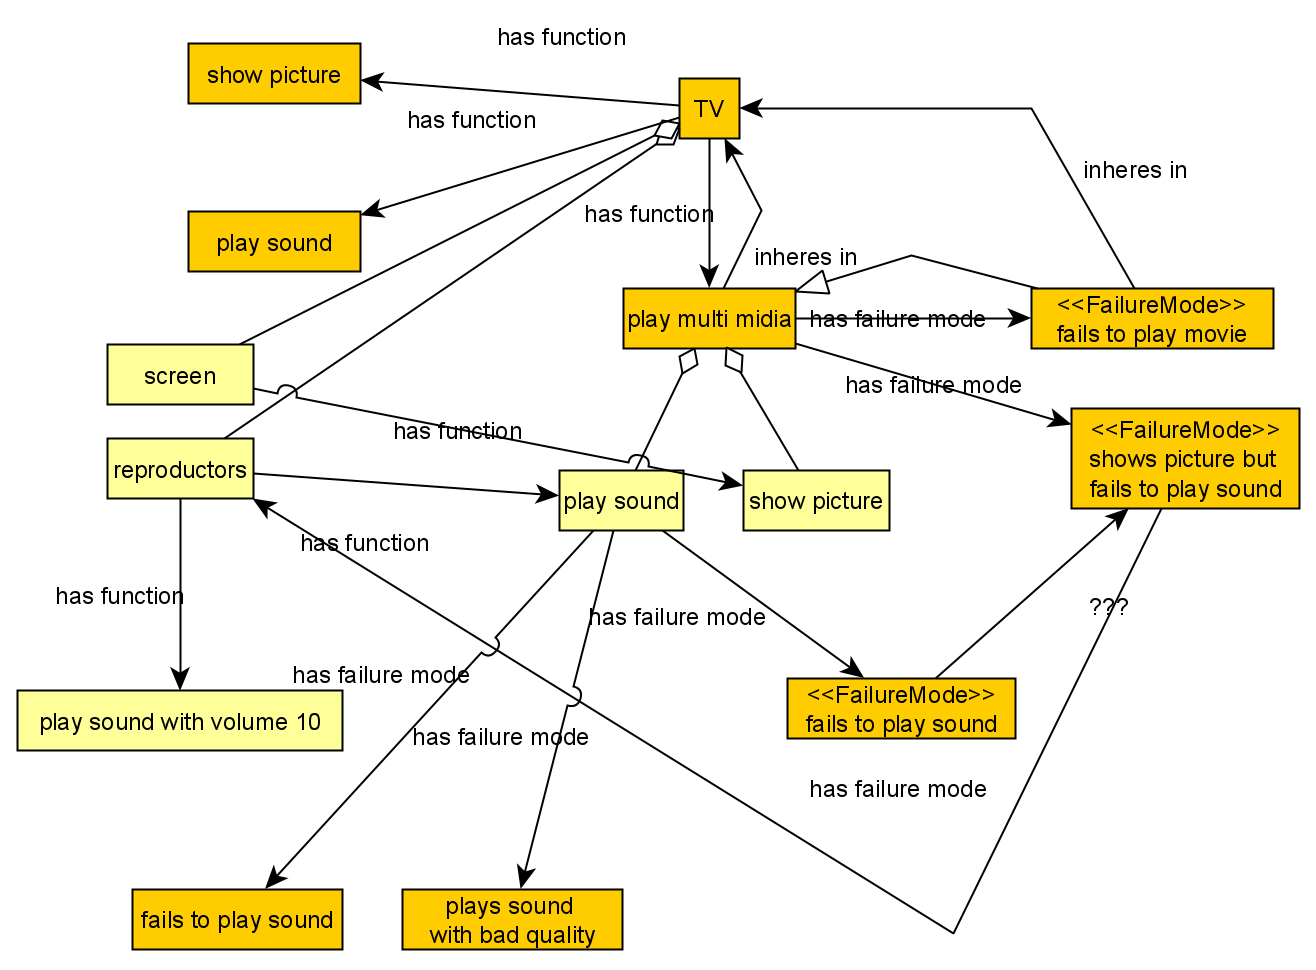 has function
show picture
TV
has function
inheres in
has function
play sound
inheres in
<<FailureMode>>
fails to play movie
play multi midia
has failure mode
screen
has failure mode
has function
<<FailureMode>>
shows picture but
fails to play sound
reproductors
play sound
show picture
has function
has function
???
has failure mode
has failure mode
<<FailureMode>>
fails to play sound
play sound with volume 10
has failure mode
has failure mode
fails to play sound
plays sound
with bad quality